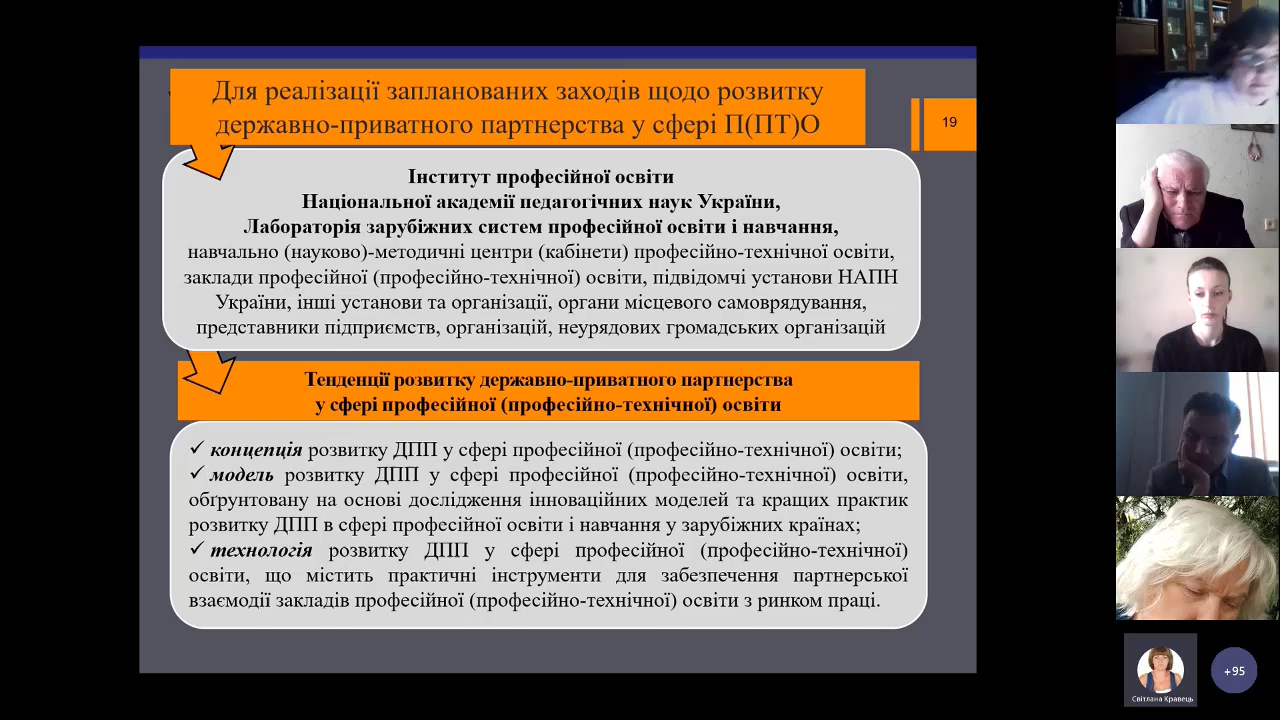 Для реалізації запланованих заходів щодо розвитку
державно-приватного партнерства у сфері П(ПТ)О
19
Інститут професійної освіти
Національної академії педагогічних наук України,
Лабораторія зарубіжних систем професійної освіти і навчання,
навчально (науково)-методичні центри (кабінети) професійно-технічної освіти,
заклади професійної (професійно-технічної) освіти, підвідомчі установи НАПН
України, інші установи та організації, органи місцевого самоврядування,
представники підприємств, організацій, неурядових громадських організацій
Тенденції розвитку державно-приватного партнерства
у сфері професійної (професійно-технічної) освіти
✓ концепція розвитку ДПП у сфері професійної (професійно-технічної) освіти;
✓ модель розвитку ДПП у сфері професійної (професійно-технічної) освіти,
обґрунтовану на основі дослідження інноваційних моделей та кращих практик
розвитку ДПП в сфері професійної освіти і навчання у зарубіжних країнах;
✓ технологія розвитку ДПП у сфері професійної (професійно-технічної)
освіти, що містить практичні інструменти для забезпечення партнерської
взаємодії закладів професійної (професійно-технічної) освіти з ринком праці.
Світлана Кравець
+95